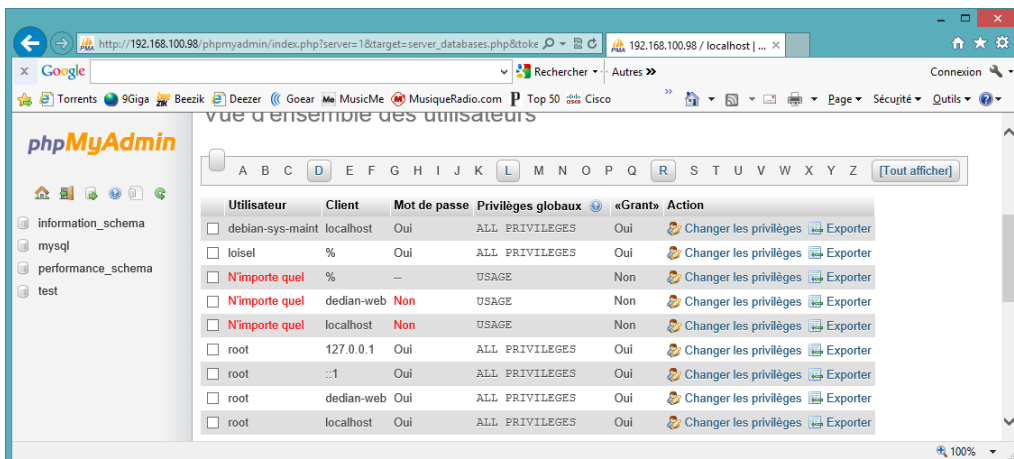 http://192.168.100.98/phpmyadmin/index.php?server=1&target=server_databases.php&toke
192.168.100.98 / localhost | ...
x Google Rechercher Autres » Connexion
Torrents 9Giga Beezik Deezer Goear MusicMe MusiqueRadio.com Top 50 Cisco » Page Sécurité Outils
phpMyAdmin
Vue d'ensemble des utilisateurs
A B C D E F G H I J K L M N O P Q R S T U V W X Y Z [Tout afficher]
information_schema
mysql
performance_schema
test
Utilisateur Client Mot de passe Privilèges globaux «Grant» Action
debian-sys-maint localhost Oui ALL PRIVILEGES Oui Changer les privilèges Exporter
loisel % Oui ALL PRIVILEGES Oui Changer les privilèges Exporter
N'importe quel % -- USAGE Non Changer les privilèges Exporter
N'importe quel dedian-web Non USAGE Non Changer les privilèges Exporter
N'importe quel localhost Non USAGE Non Changer les privilèges Exporter
root 127.0.0.1 Oui ALL PRIVILEGES Oui Changer les privilèges Exporter
root ::1 Oui ALL PRIVILEGES Oui Changer les privilèges Exporter
root dedian-web Oui ALL PRIVILEGES Oui Changer les privilèges Exporter
root localhost Oui ALL PRIVILEGES Oui Changer les privilèges Exporter
100%